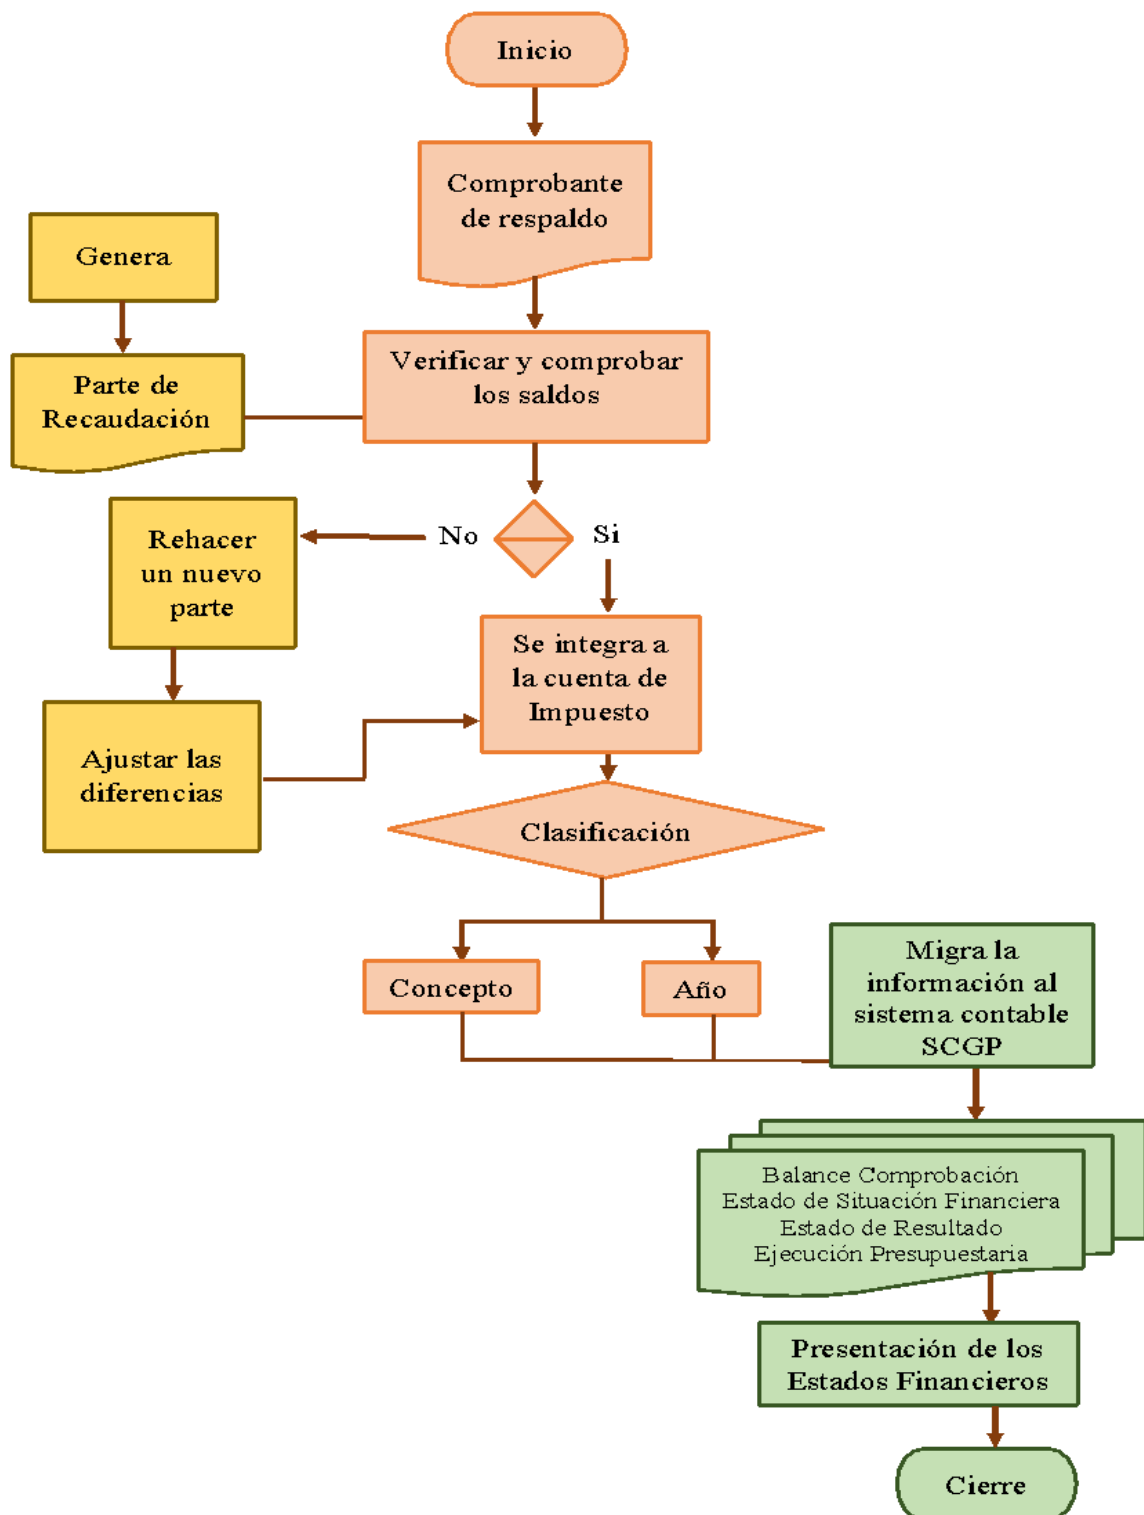 Inicio
Comprobante
de respaldo
Genera
Verificar y comprobar
los saldos
Parte de
Recaudación
No
Si
Rehacer
un nuevo
parte
Se integra a
la cuenta de
Impuesto
Ajustar las
diferencias
Clasificación
Concepto
Año
Migra la
información al
sistema contable
SCGP
Balance Comprobación
Estado de Situación Financiera
Estado de Resultado
Ejecución Presupuestaria
Presentación de los
Estados Financieros
Cierre